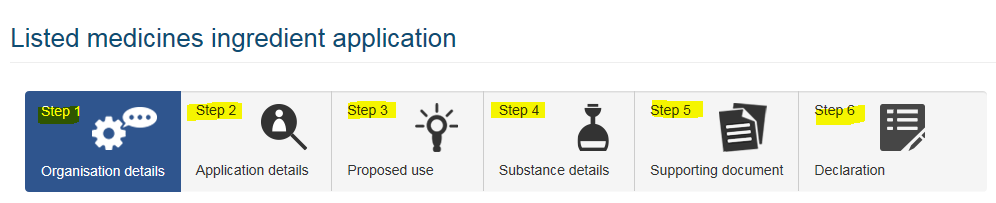 Listed medicines ingredient application
Step 1
Organisation details
Step 2
Application details
Step 3
Proposed use
Step 4
Substance details
Step 5
Supporting document
Step 6
Declaration